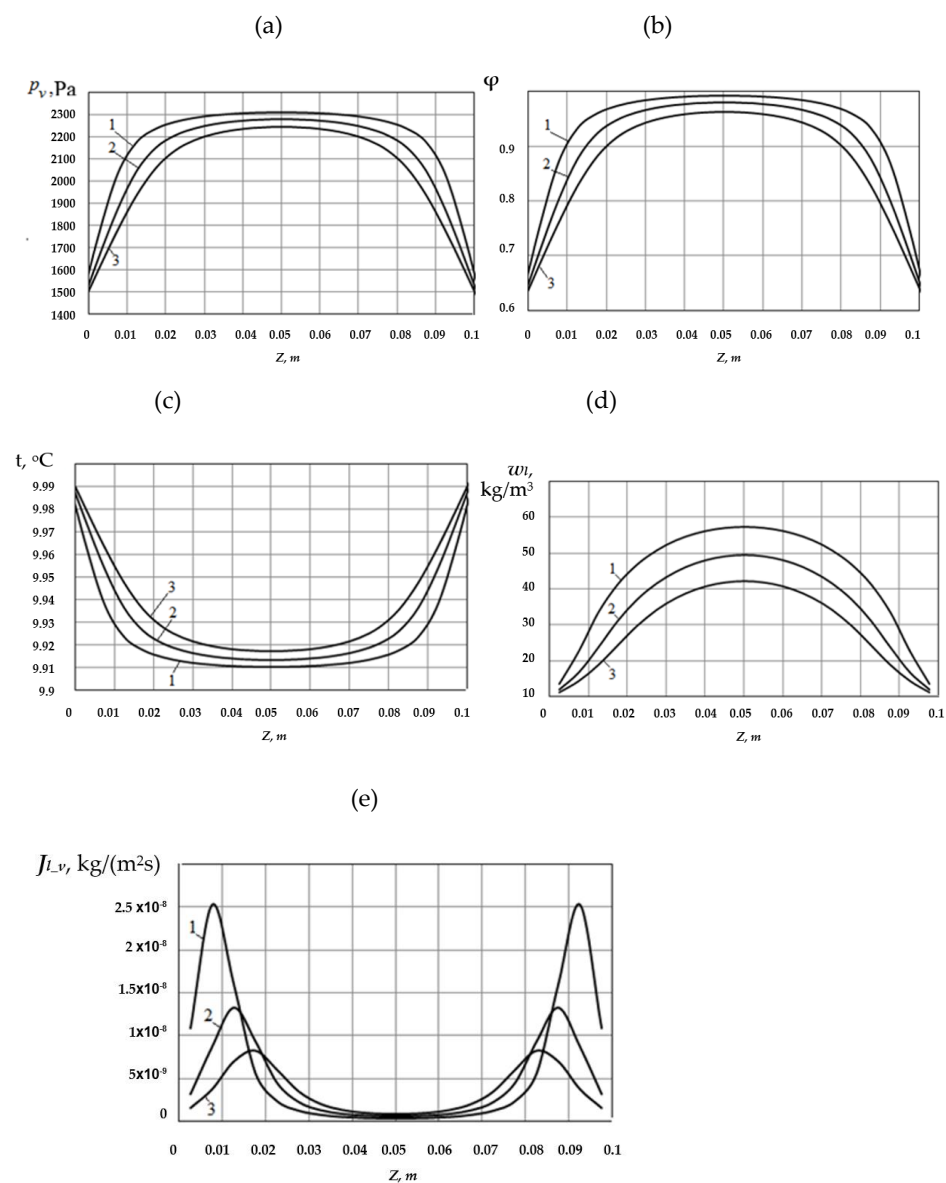 (a)
(b)
p_v, Pa
2300
2200
2100
2000
1900
1800
1700
1600
1500
1400
1
2
3
0 0.01 0.02 0.03 0.04 0.05 0.06 0.07 0.08 0.09 0.1
Z, m
φ
0.9
0.8
0.7
0.6
1
2
3
0 0.01 0.02 0.03 0.04 0.05 0.06 0.07 0.08 0.09 0.1
Z, m
(c)
(d)
t, °C
9.99
9.98
9.97
9.96
9.95
9.94
9.93
9.92
9.91
9.9
3
2
1
0 0.01 0.02 0.03 0.04 0.05 0.06 0.07 0.08 0.09 0.1
Z, m
w_l,
kg/m³
60
50
40
30
20
10
1
2
3
0 0.01 0.02 0.03 0.04 0.05 0.06 0.07 0.08 0.09 0.1
Z, m
(e)
J_l_v, kg/(m²s)
2.5 x10⁻⁸
2 x10⁻⁸
1.5x10⁻⁸
1x10⁻⁸
5x10⁻⁹
0
1
2
3
0 0.01 0.02 0.03 0.04 0.05 0.06 0.07 0.08 0.09 0.1
Z, m